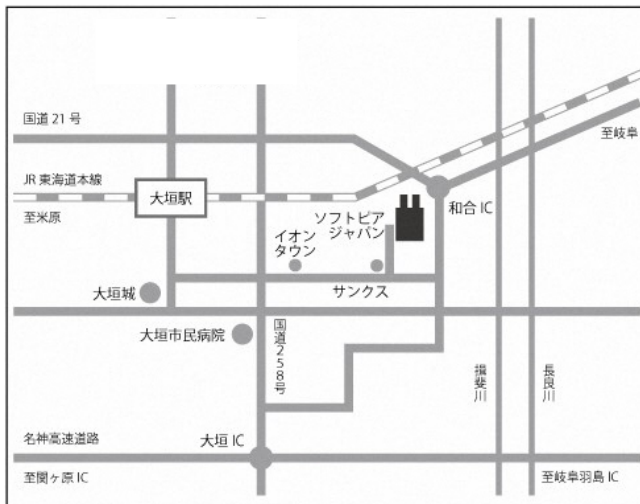 国道21号
至岐阜
JR東海道本線
大垣駅
至米原
和合IC
ソフトピア
ジャパン
イオン
タウン
サンクス
大垣城
大垣市民病院
国道258号
揖斐川
長良川
名神高速道路
大垣IC
至関ヶ原IC
至岐阜羽島IC